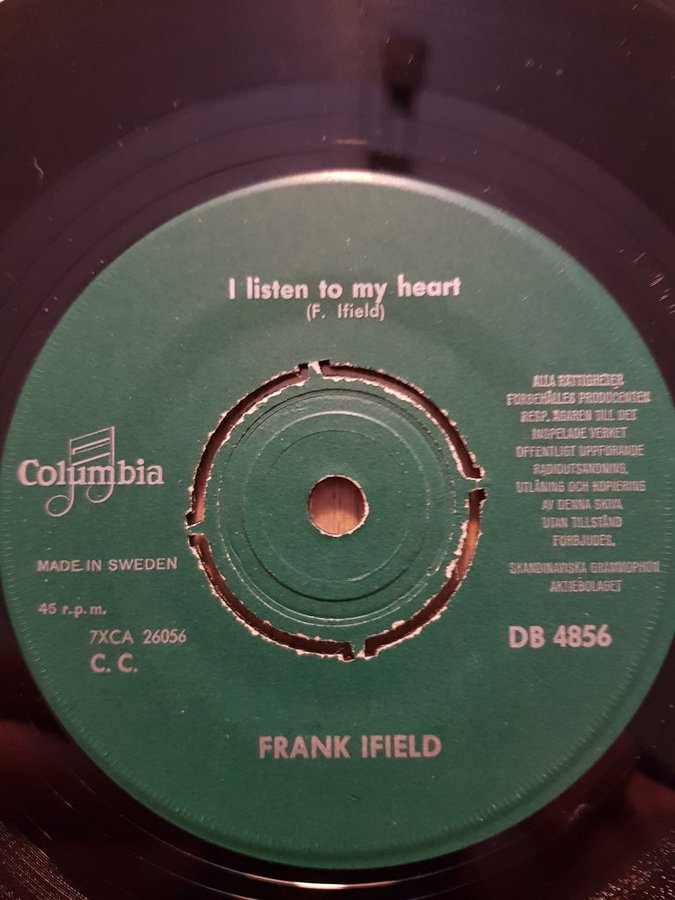 I listen to my heart
(F. Ifield)
Columbia
MADE IN SWEDEN
45 r.p.m.
7XCA 26056
C. C.
ALLA RÄTTIGHETER
FÖRBEHÅLLES PRODUCENTEN
RESP. ÄGAREN TILL DET
INSPELADE VERKET
OFFENTLIGT UPPFÖRANDE
RADIOUTSÄNDNING,
UTLÅNING OCH KOPIERING
AV DENNA SKIVA
UTAN TILLSTÅND
FÖRBJUDES.
SKANDINAVISKA GRAMMOPHON
AKTIEBOLAGET
DB 4856
FRANK IFIELD